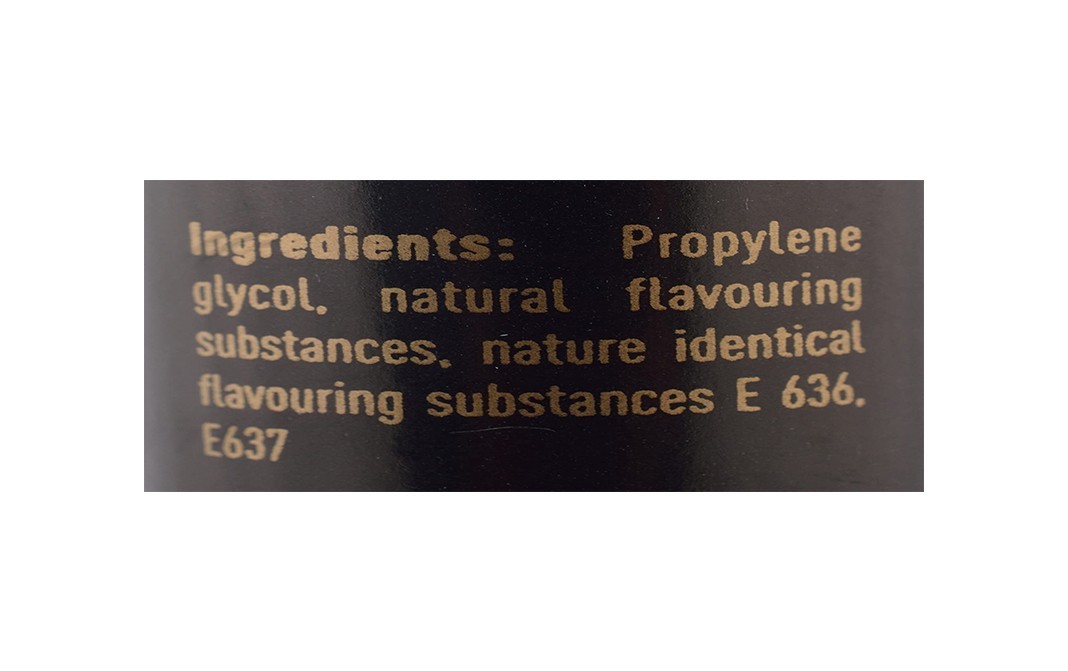 Ingredients: Propylene
glycol, natural flavouring
substances, nature identical
flavouring substances E 636,
E637